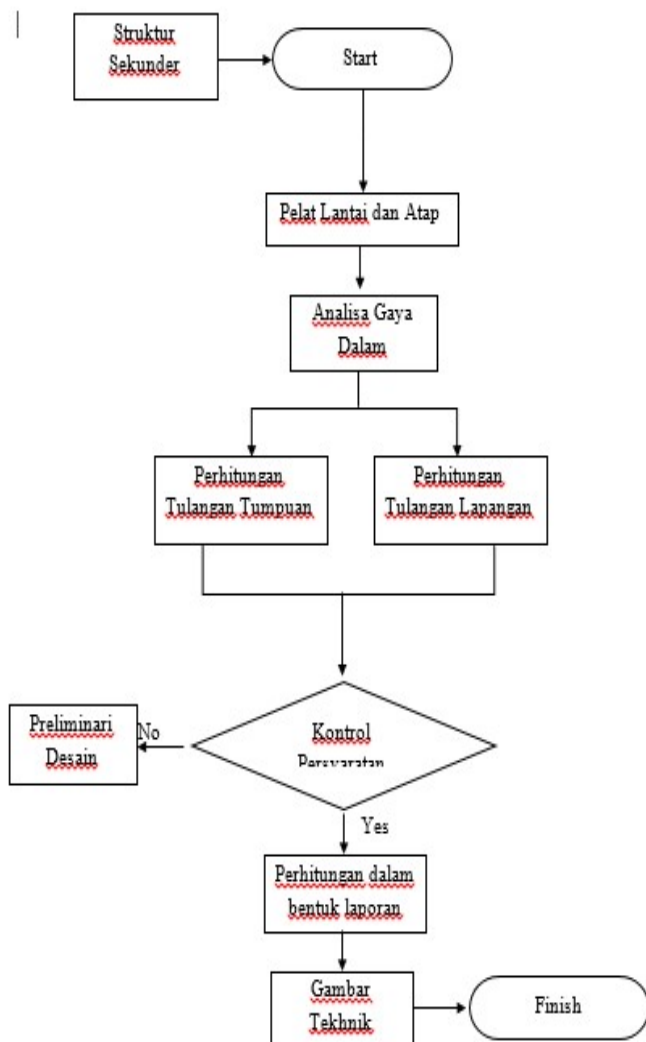 Struktur
Sekunder
Start
Pelat Lantai dan Atap
Analisa Gaya
Dalam
Perhitungan
Tulangan Tumpuan
Perhitungan
Tulangan Lapangan
Kontrol
Persyaratan
Preliminari
Desain
No
Yes
Perhitungan dalam
bentuk laporan
Gambar
Tekhnik
Finish